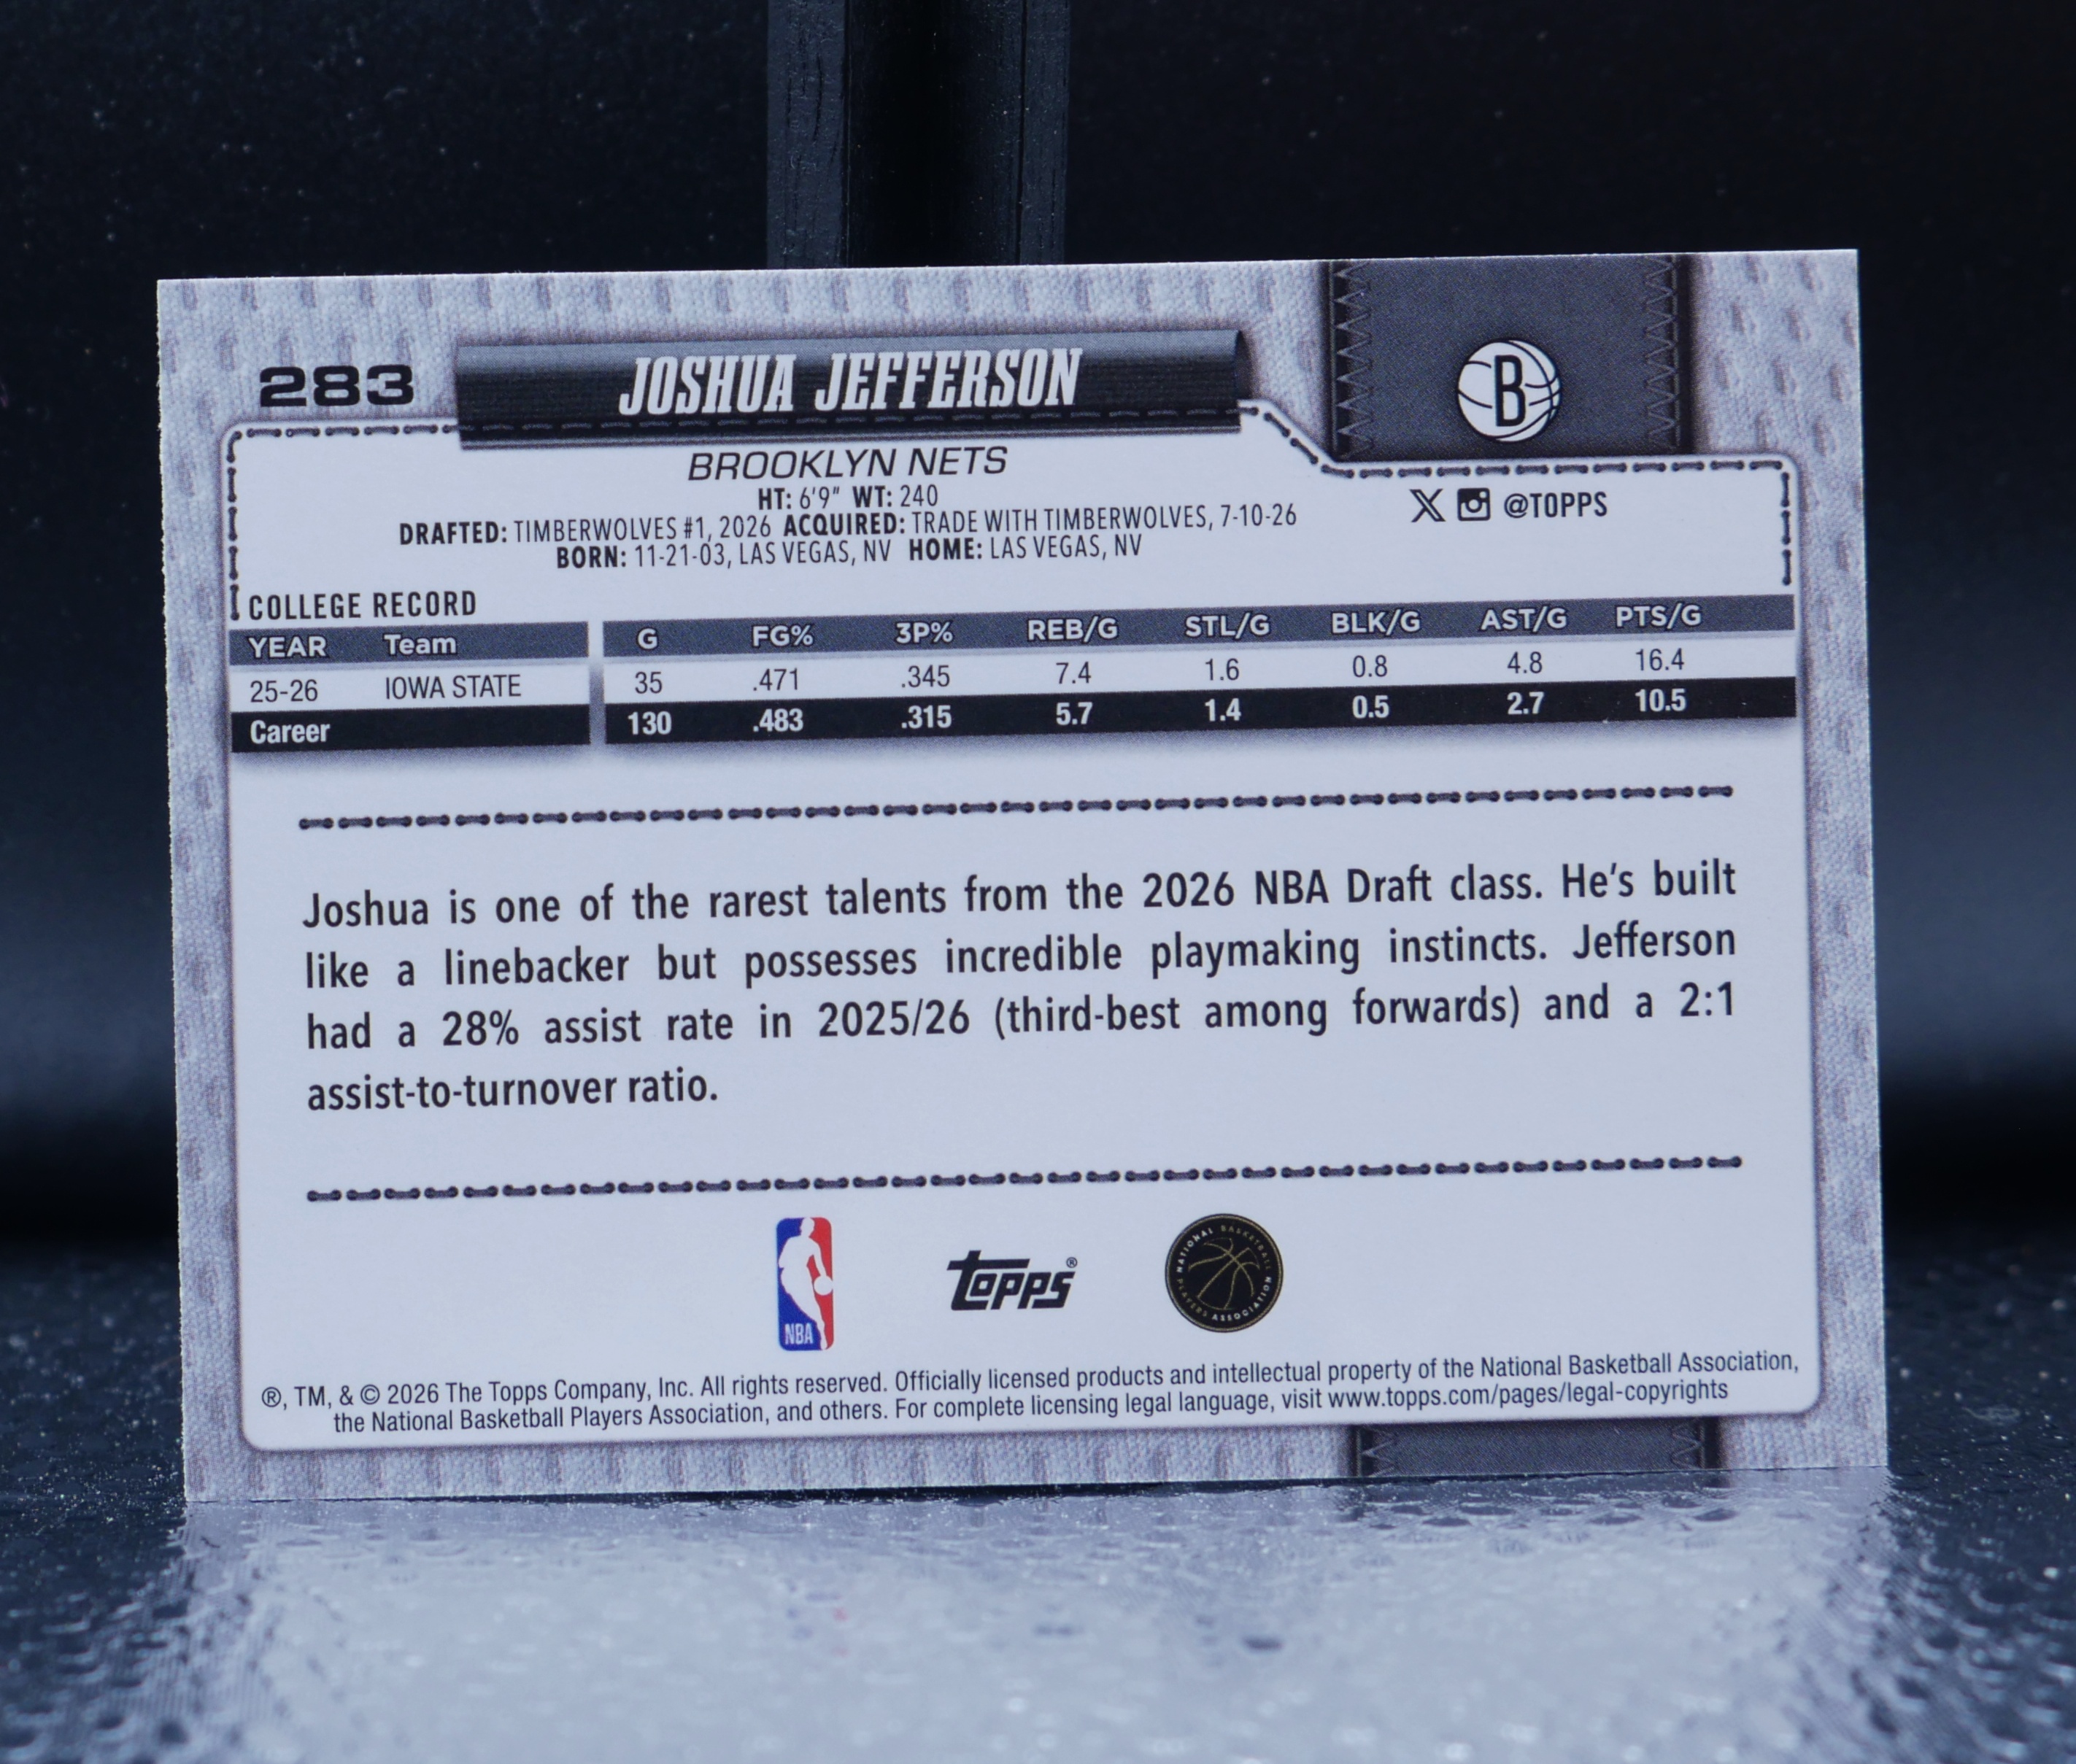 283
JOSHUA JEFFERSON
B
BROOKLYN NETS
HT: 6'9" WT: 240
DRAFTED: TIMBERWOLVES #1, 2026 ACQUIRED: TRADE WITH TIMBERWOLVES, 7-10-26
BORN: 11-21-03, LAS VEGAS, NV HOME: LAS VEGAS, NV
@TOPPS
COLLEGE RECORD
YEAR Team G FG% 3P% REB/G STL/G BLK/G AST/G PTS/G
25-26 IOWA STATE 35 .471 .345 7.4 1.6 0.8 4.8 16.4
Career 130 .483 .315 5.7 1.4 0.5 2.7 10.5
Joshua is one of the rarest talents from the 2026 NBA Draft class. He's built
like a linebacker but possesses incredible playmaking instincts. Jefferson
had a 28% assist rate in 2025/26 (third-best among forwards) and a 2:1
assist-to-turnover ratio.
NBA
topps®
NATIONAL BASKETBALL PLAYERS ASSOCIATION
®, TM, & © 2026 The Topps Company, Inc. All rights reserved. Officially licensed products and intellectual property of the National Basketball Association,
the National Basketball Players Association, and others. For complete licensing legal language, visit www.topps.com/pages/legal-copyrights